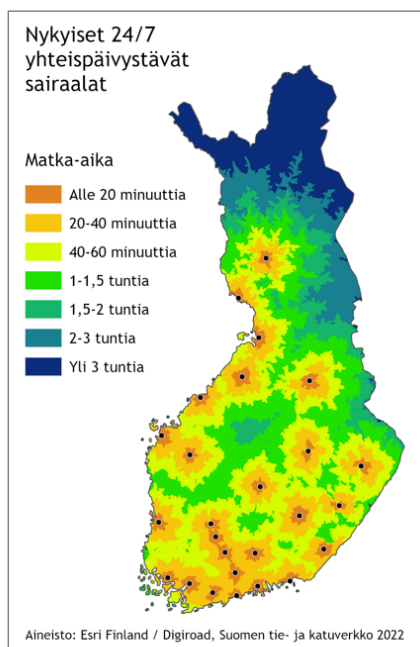 Nykyiset 24/7
yhteispäivystävät
sairaalat
Matka-aika
Alle 20 minuuttia
20-40 minuuttia
40-60 minuuttia
1-1,5 tuntia
1,5-2 tuntia
2-3 tuntia
Yli 3 tuntia
Aineisto: Esri Finland / Digiroad, Suomen tie- ja katuverkko 2022